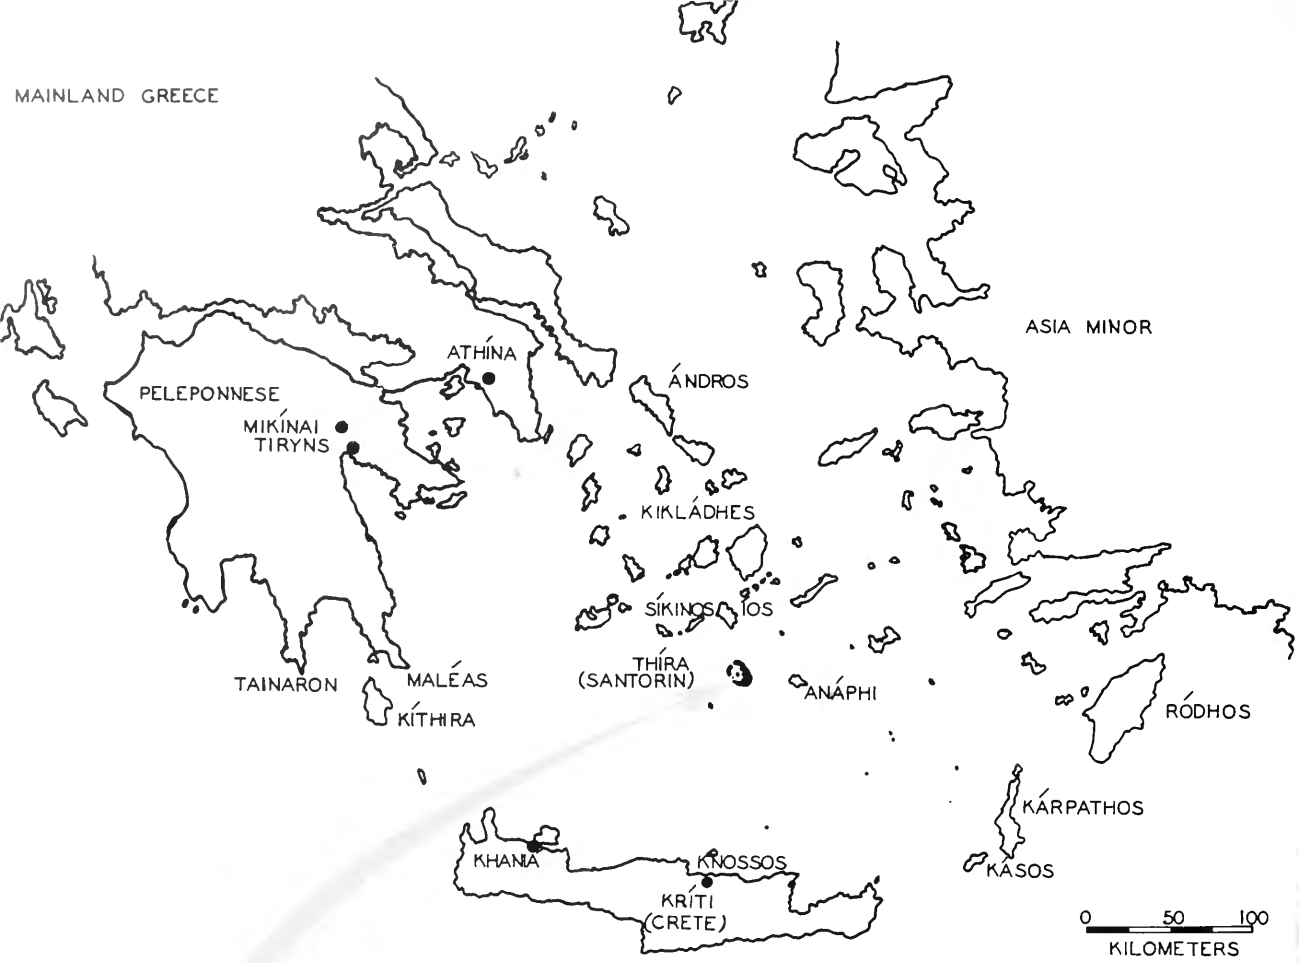 MAINLAND GREECE
ASIA MINOR
ATHÍNA
ÁNDROS
PELEPONNESE
MIKÍNAI
TIRYNS
KIKLÁDHES
SÍKINOS
ÍOS
THÍRA
(SANTORIN)
ANÁPHI
TAINARON
MALÉAS
KÍTHIRA
RÓDHOS
KÁRPATHOS
KÁSOS
KHANIA
KNOSSOS
KRÍTI
(CRETE)
0 50 100
KILOMETERS